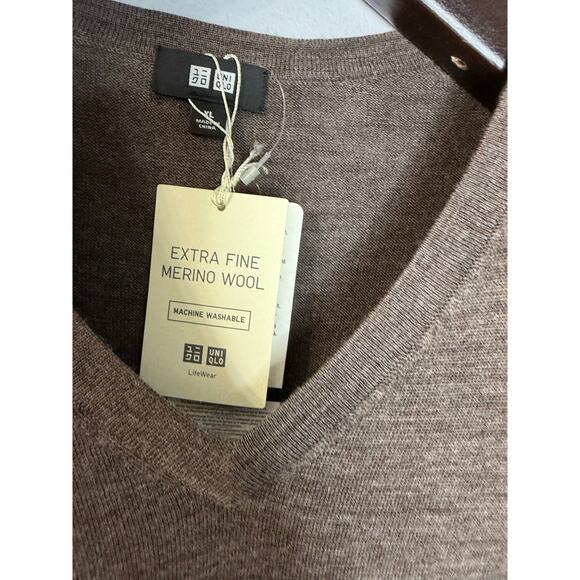 ユニ UNI
クロ QLO
XL
MADE IN
CHINA
EXTRA FINE
MERINO WOOL
MACHINE WASHABLE
ユニ UNI
クロ QLO
LifeWear